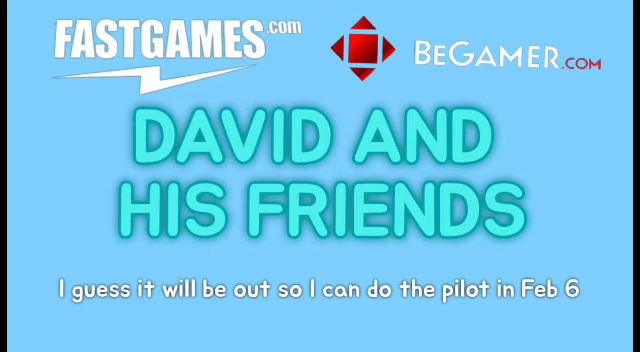 FASTGAMES.com
BEGAMER.COM
DAVID AND
HIS FRIENDS
I guess it will be out so I can do the pilot in Feb 6